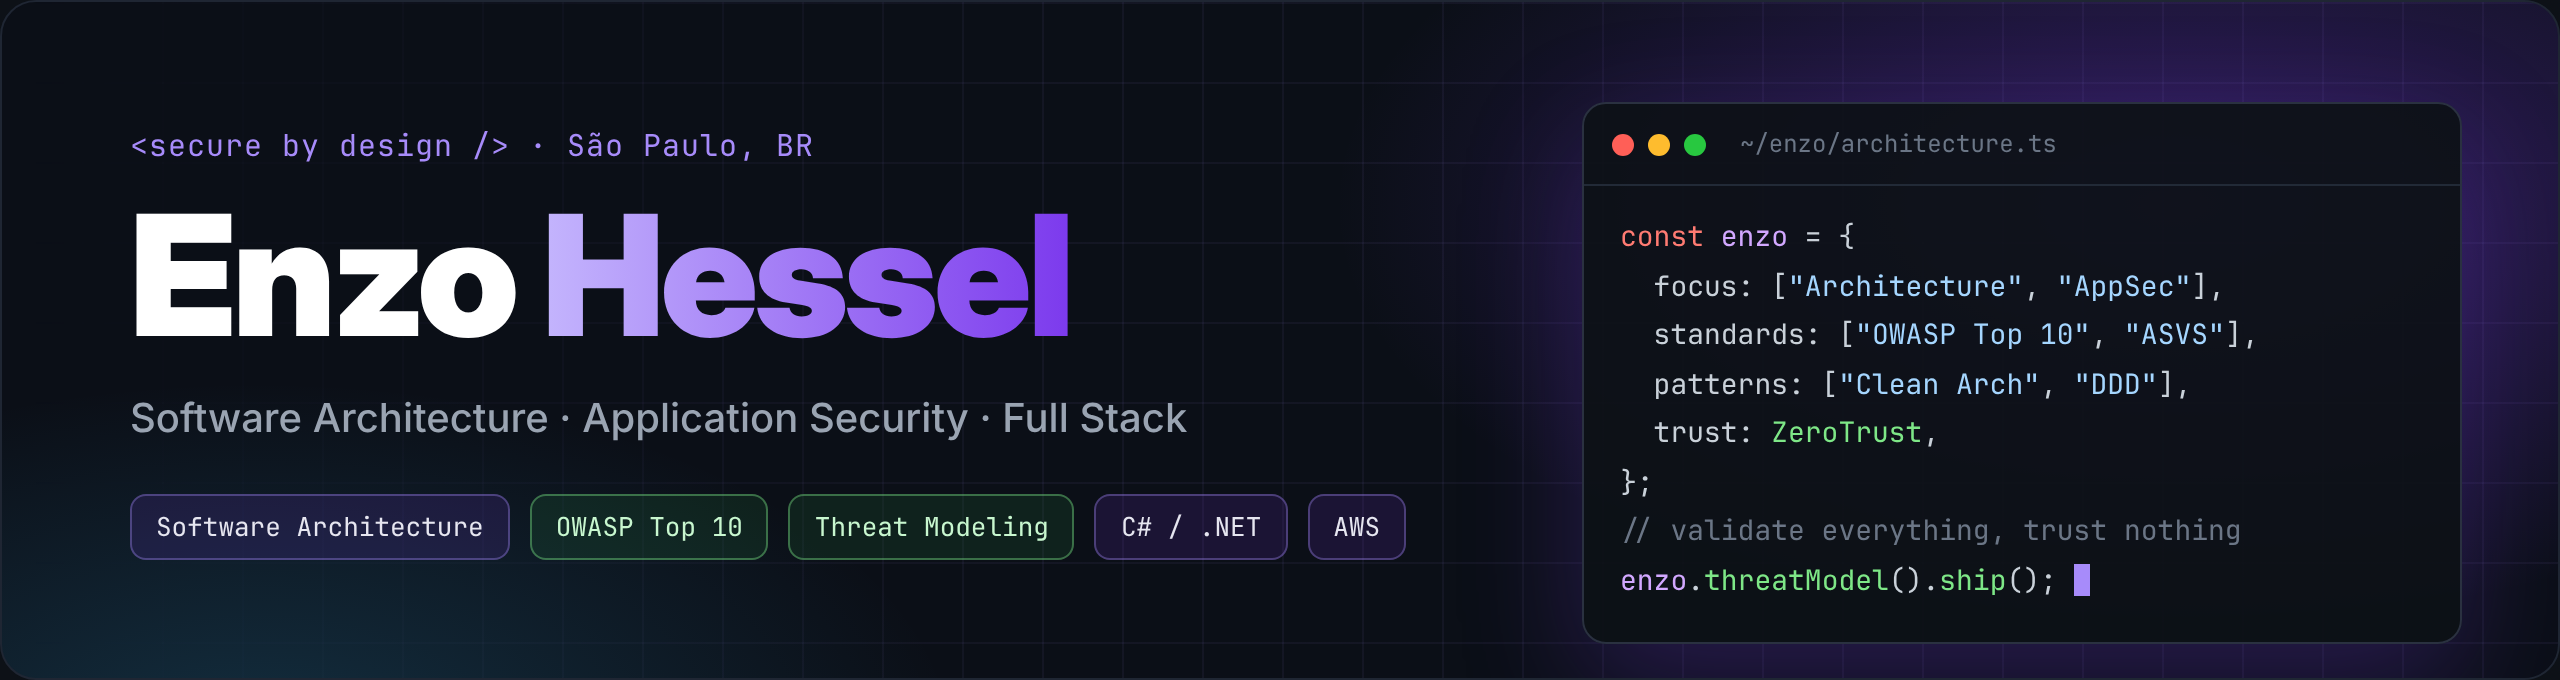 <secure by design /> · São Paulo, BR
Enzo Hessel
Software Architecture · Application Security · Full Stack
Software Architecture
OWASP Top 10
Threat Modeling
C# / .NET
AWS
~/enzo/architecture.ts
const enzo = {
  focus: ["Architecture", "AppSec"],
  standards: ["OWASP Top 10", "ASVS"],
  patterns: ["Clean Arch", "DDD"],
  trust: ZeroTrust,
};
// validate everything, trust nothing
enzo.threatModel().ship();